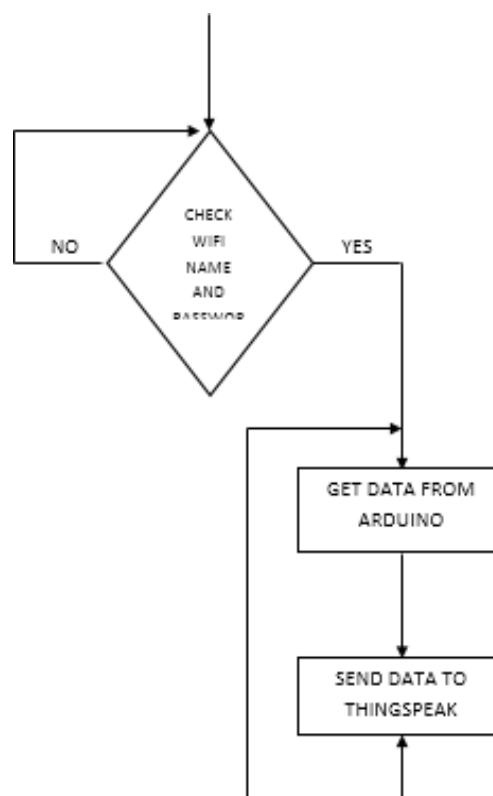 CHECK
WIFI
NAME
AND
NO
YES
GET DATA FROM
ARDUINO
SEND DATA TO
THINGSPEAK